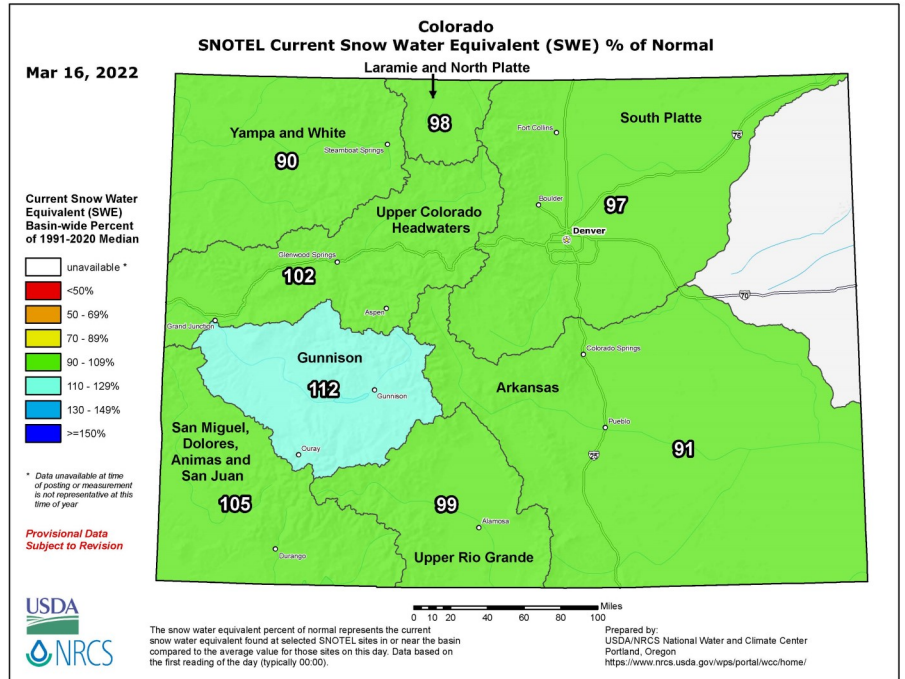 Colorado
SNOTEL Current Snow Water Equivalent (SWE) % of Normal
Mar 16, 2022
Laramie and North Platte
98
Yampa and White
90
Steamboat Springs
Fort Collins
South Platte
76
Boulder
97
Denver
Upper Colorado
Headwaters
Glenwood Springs
102
Aspen
Grand Junction
70
Current Snow Water
Equivalent (SWE)
Basin-wide Percent
of 1991-2020 Median
unavailable *
<50%
50 - 69%
70 - 89%
90 - 109%
110 - 129%
130 - 149%
>=150%
* Data unavailable at time
of posting or measurement
is not representative at this
time of year
Provisional Data
Subject to Revision
Gunnison
112
Gunnison
Ouray
Colorado Springs
Arkansas
Pueblo
91
25
San Miguel,
Dolores,
Animas and
San Juan
105
Durango
99
Alamosa
Upper Rio Grande
USDA
NRCS
Miles
0 10 20 40 60 80 100
The snow water equivalent percent of normal represents the current
snow water equivalent found at selected SNOTEL sites in or near the basin
compared to the average value for those sites on this day. Data based on
the first reading of the day (typically 00:00).
Prepared by:
USDA/NRCS National Water and Climate Center
Portland, Oregon
https://www.nrcs.usda.gov/wps/portal/wcc/home/